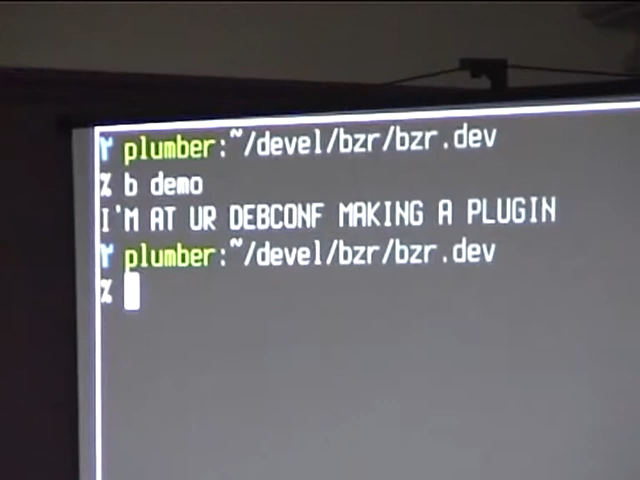 r plumber:~/devel/bzr/bzr.dev
% b demo
I'M AT UR DEBCONF MAKING A PLUGIN
r plumber:~/devel/bzr/bzr.dev
%